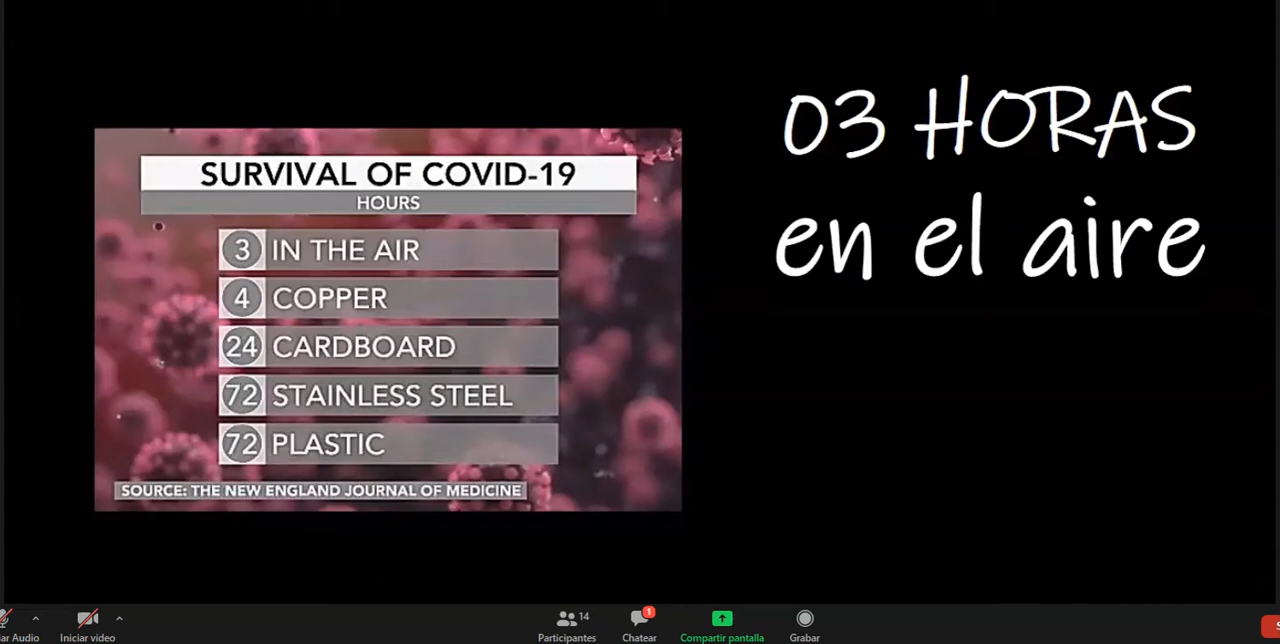 03 HORAS
en el aire
SURVIVAL OF COVID-19
HOURS
3 IN THE AIR
4 COPPER
24 CARDBOARD
72 STAINLESS STEEL
72 PLASTIC
SOURCE: THE NEW ENGLAND JOURNAL OF MEDICINE
Audio
Iniciar video
14
Participantes
1
Chatear
Compartir pantalla
Grabar